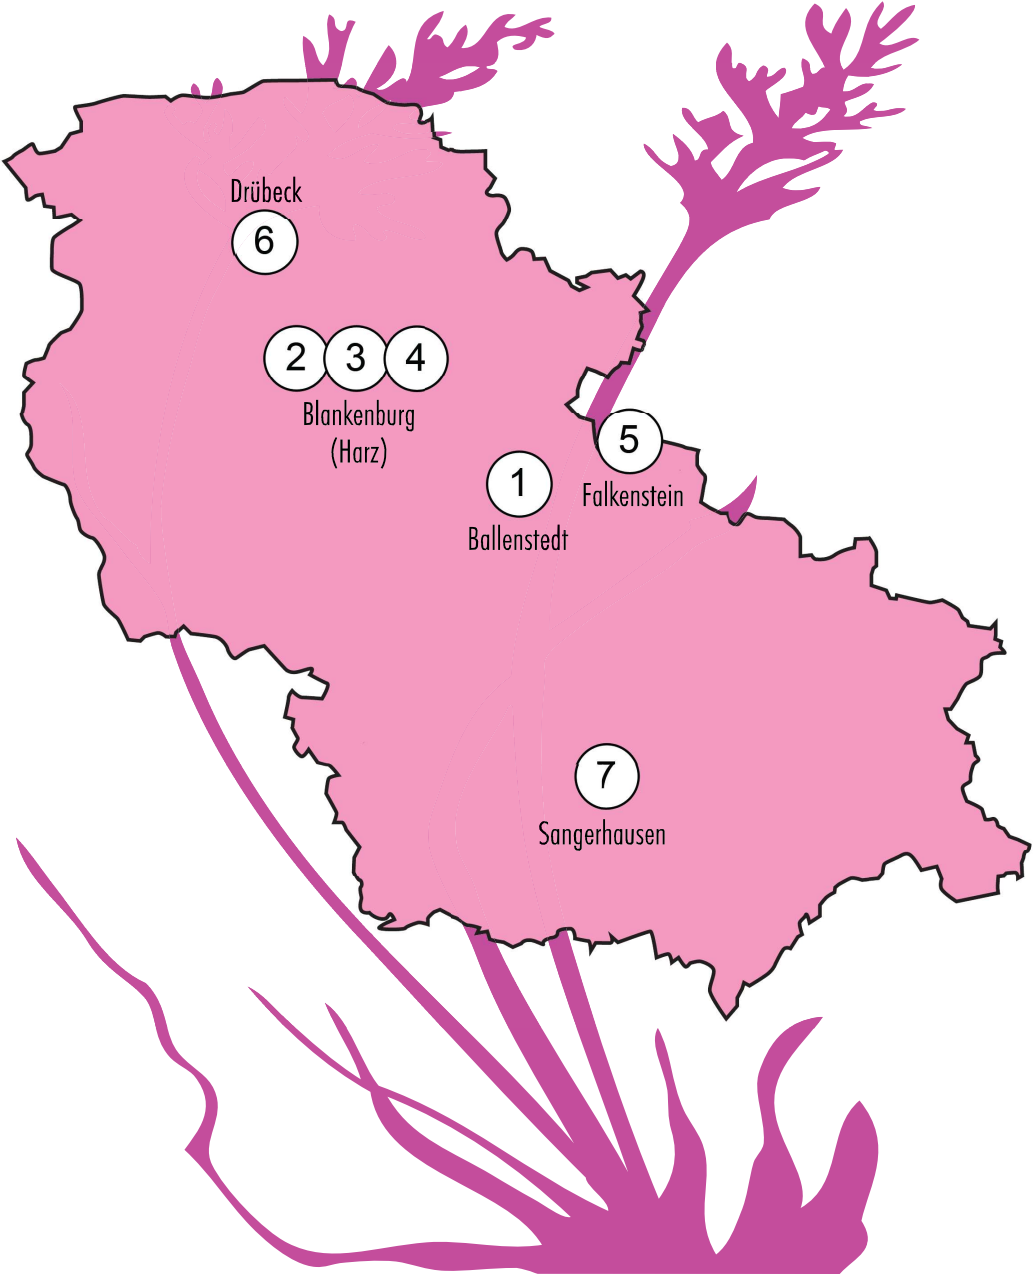 Drübeck
6
2 3 4
Blankenburg
(Harz)
5
Falkenstein
1
Ballenstedt
7
Sangerhausen